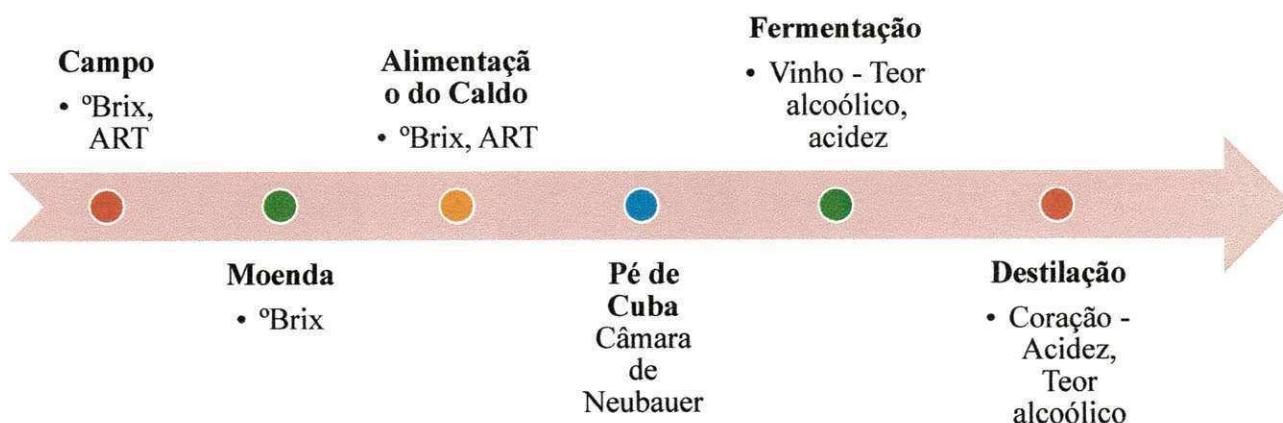 Campo
• ºBrix,
ART
Moenda
• ºBrix
Alimentaçã
o do Caldo
• ºBrix, ART
Pé de
Cuba
Câmara
de
Neubauer
Fermentação
• Vinho - Teor
alcoólico,
acidez
Destilação
• Coração -
Acidez,
Teor
alcoólico